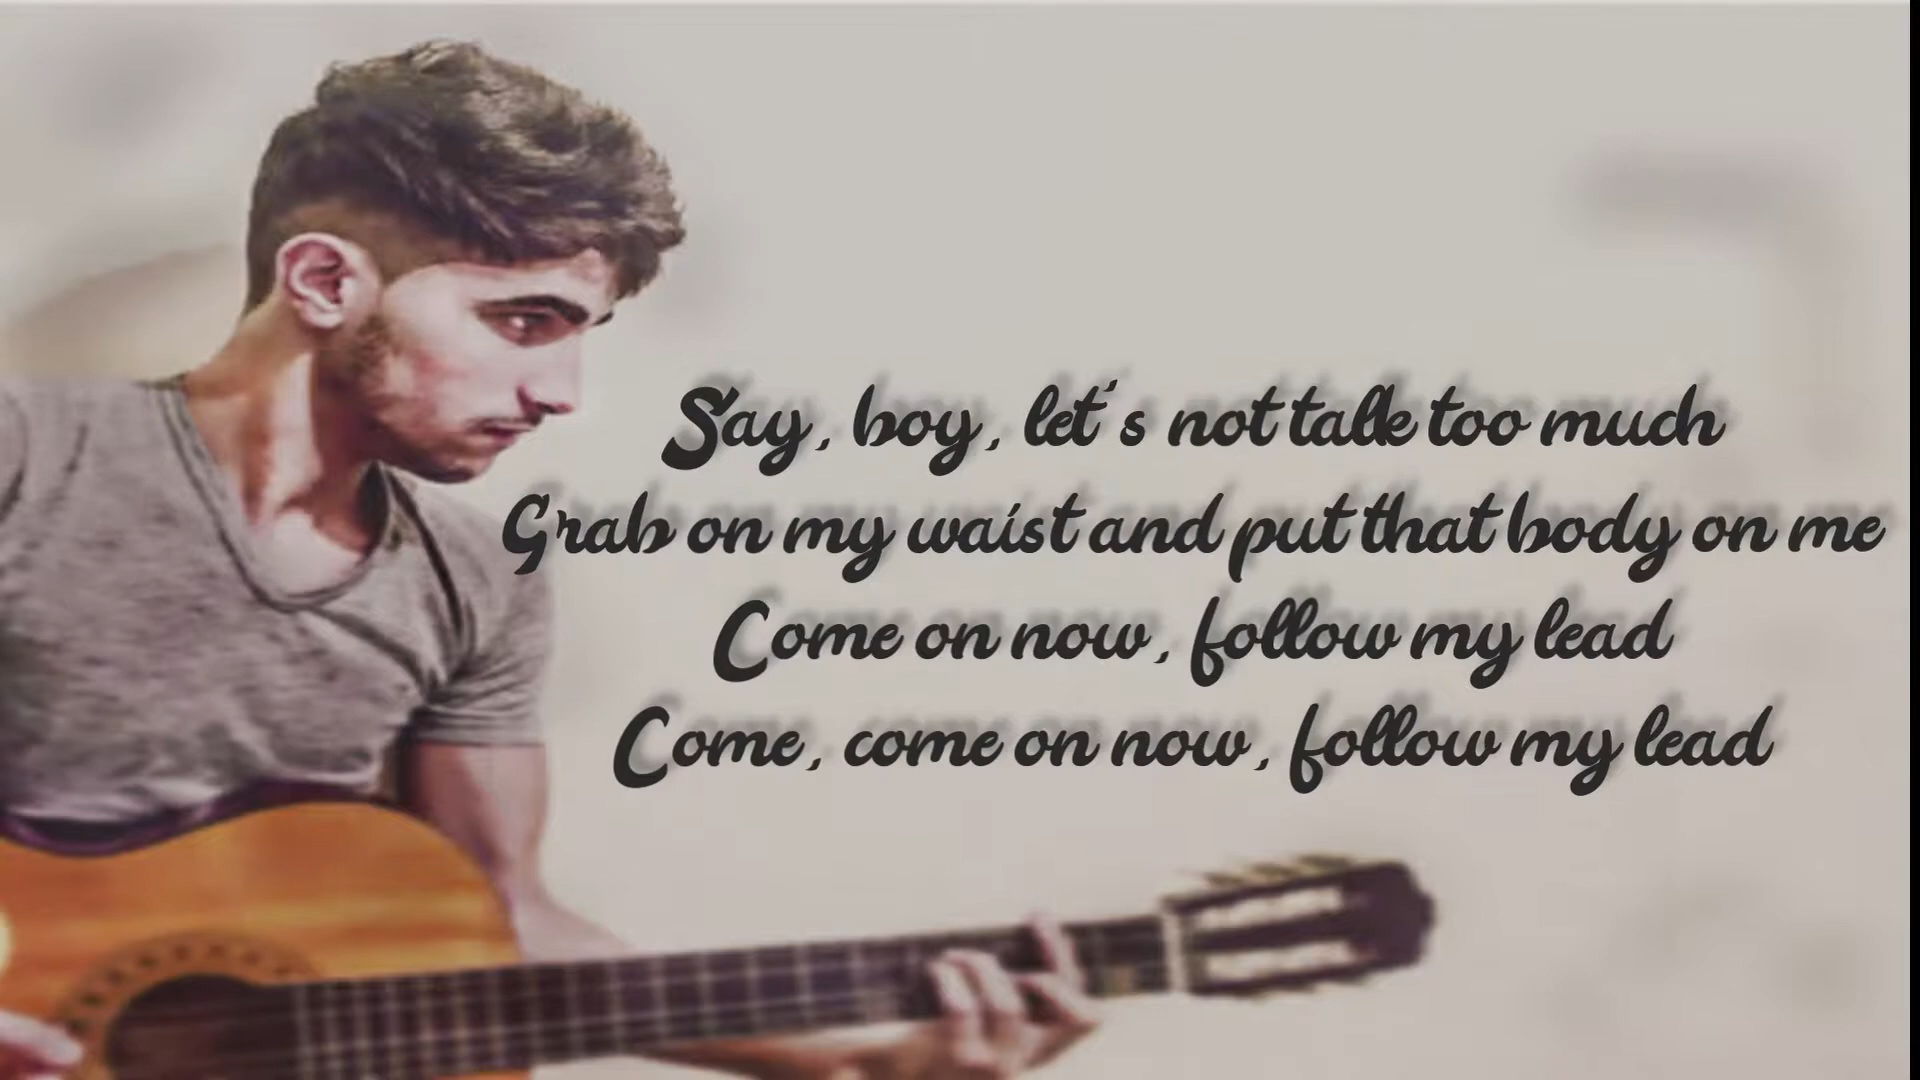 Say, boy, let's not talk too much
Grab on my waist and put that body on me
Come on now, follow my lead
Come, come on now, follow my lead